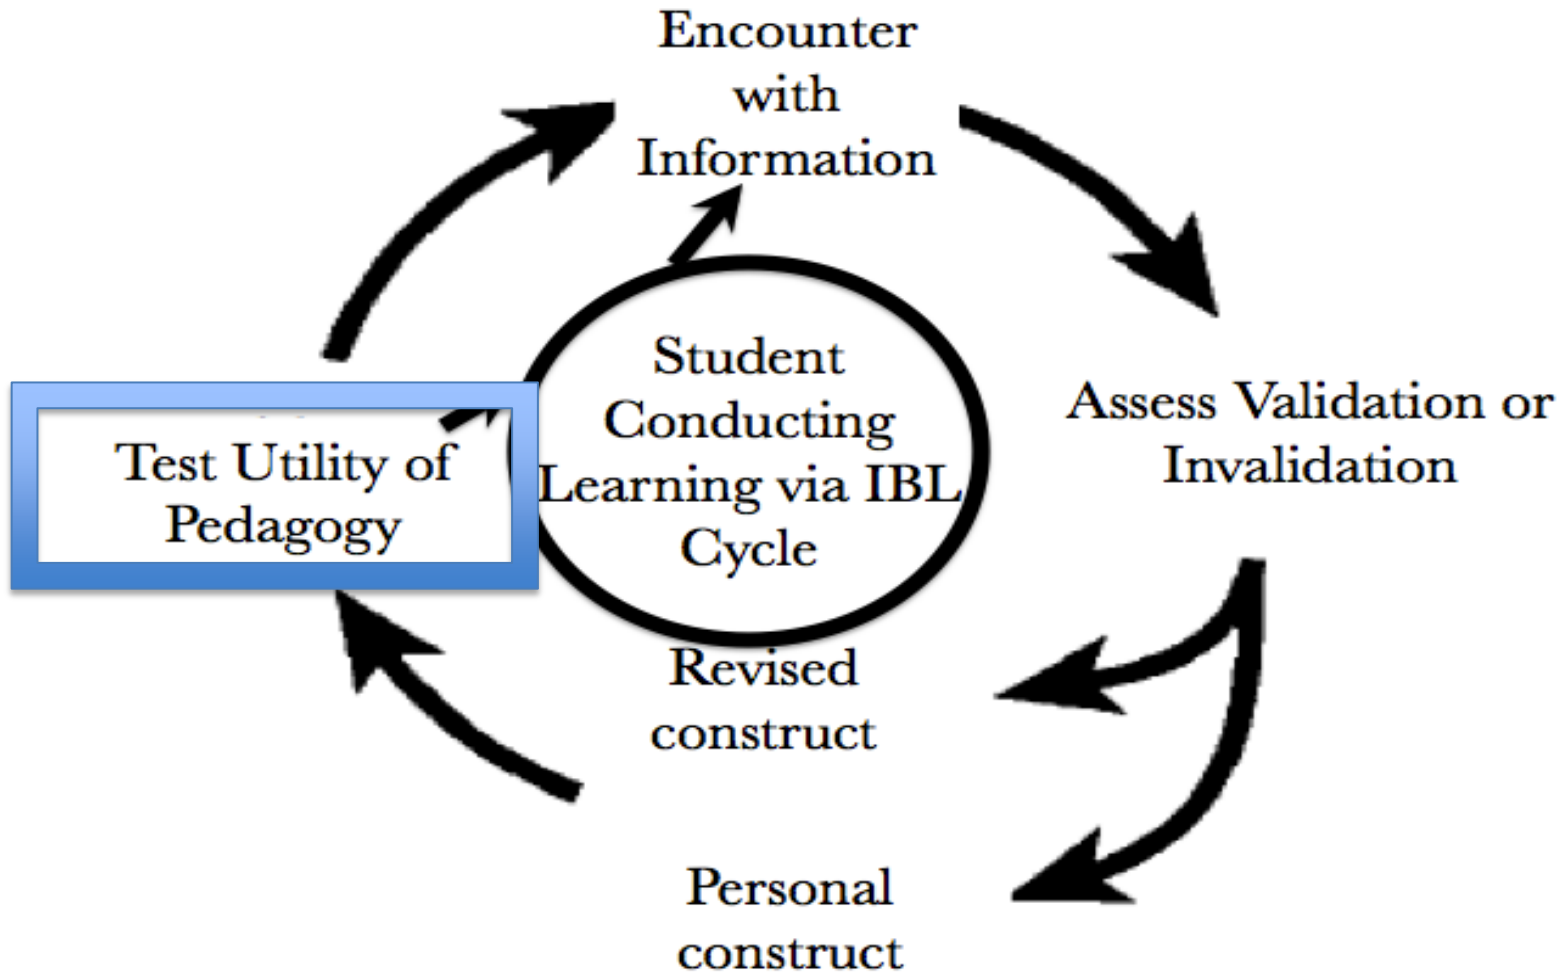 Encounter
with
Information
Student
Conducting
Learning via IBL
Cycle
Assess Validation or
Invalidation
Test Utility of
Pedagogy
Revised
construct
Personal
construct